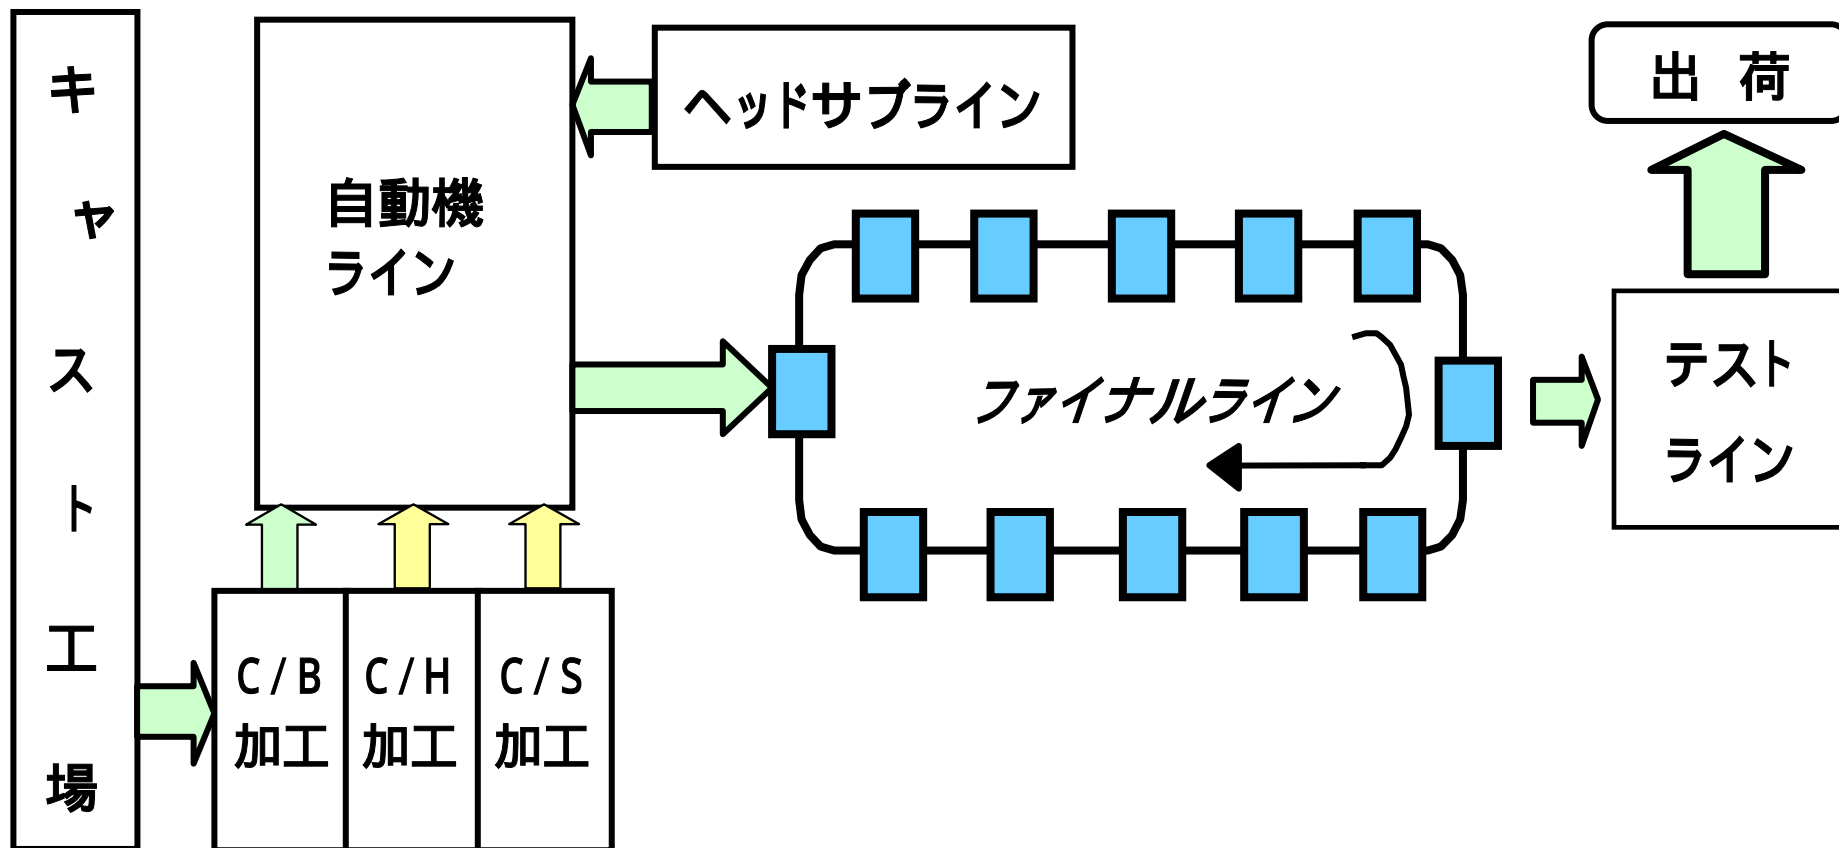 キャスト工場
自動機
ライン
ヘッドサブライン
C/B
加工
C/H
加工
C/S
加工
ファイナルライン
出 荷
テスト
ライン